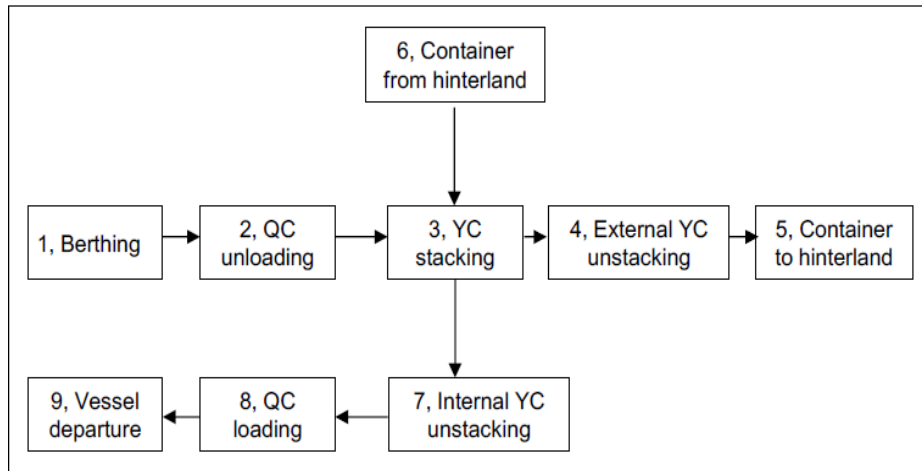 6, Container
from hinterland
1, Berthing
2, QC
unloading
3, YC
stacking
4, External YC
unstacking
5, Container
to hinterland
9, Vessel
departure
8, QC
loading
7, Internal YC
unstacking